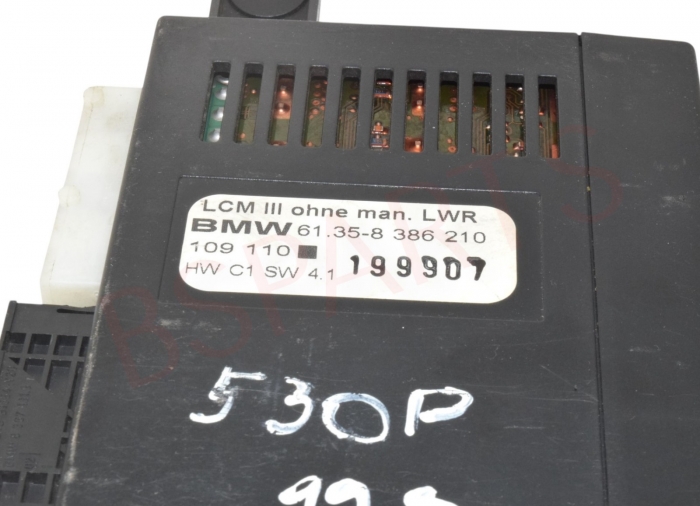 LCM III ohne man. LWR
BMW 61.35-8 386 210
109 110
HW C1 SW 4.1 199907
530P
BSPARTS